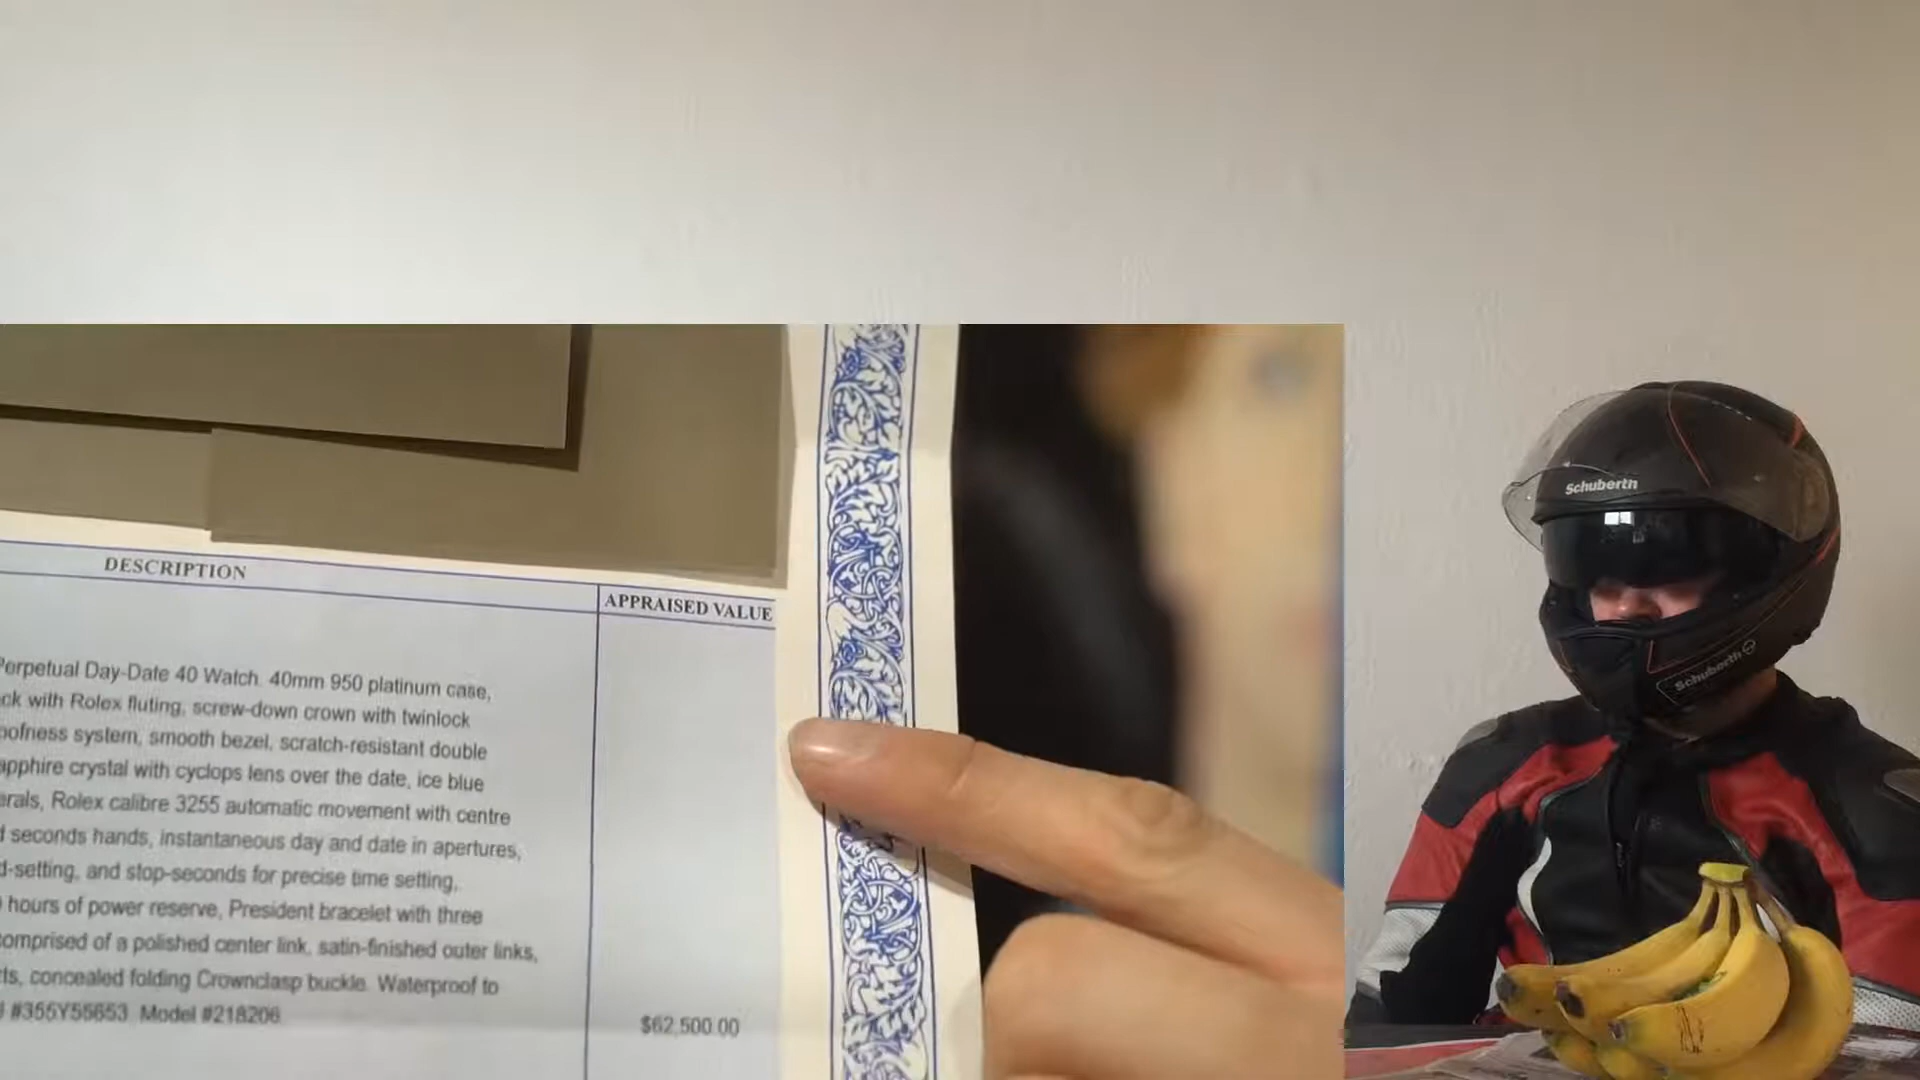 DESCRIPTION
APPRAISED VALUE
Perpetual Day-Date 40 Watch. 40mm 950 platinum case,
ck with Rolex fluting, screw-down crown with twinlock
oofness system, smooth bezel, scratch-resistant double
apphire crystal with cyclops lens over the date, ice blue
erals, Rolex calibre 3255 automatic movement with centre
d seconds hands, instantaneous day and date in apertures,
d-setting, and stop-seconds for precise time setting,
hours of power reserve, President bracelet with three
comprised of a polished center link, satin-finished outer links,
concealed folding Crownclasp buckle. Waterproof to
#355Y55653 Model #218206
$62,500.00
Schuberth
Schuberth